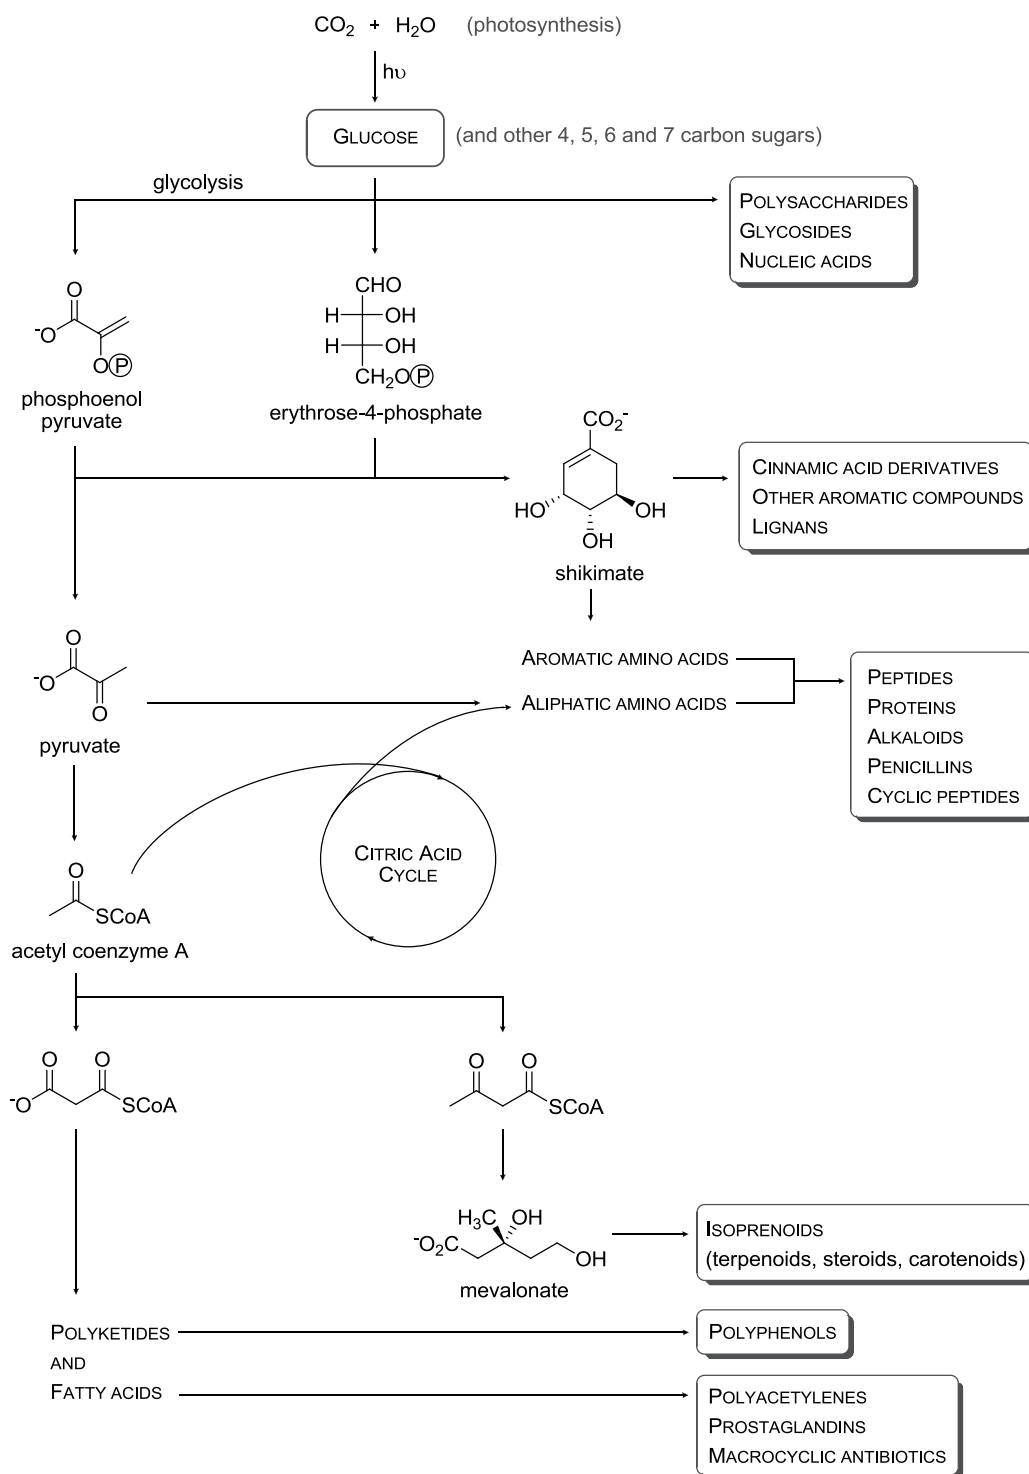 CO2 + H2O (photosynthesis)
hυ
GLUCOSE (and other 4, 5, 6 and 7 carbon sugars)
glycolysis
POLYSACCHARIDES
GLYCOSIDES
NUCLEIC ACIDS
O
-O
OP
phosphoenol
pyruvate
CHO
H OH
H OH
CH2OP
erythrose-4-phosphate
CO2-
HO
OH
OH
shikimate
CINNAMIC ACID DERIVATIVES
OTHER AROMATIC COMPOUNDS
LIGNANS
O
-O
O
pyruvate
AROMATIC AMINO ACIDS
ALIPHATIC AMINO ACIDS
PEPTIDES
PROTEINS
ALKALOIDS
PENICILLINS
CYCLIC PEPTIDES
CITRIC ACID
CYCLE
O
SCoA
acetyl coenzyme A
O O
-O SCoA
O O
SCoA
H3C OH
-O2C OH
mevalonate
ISOPRENOIDS
(terpenoids, steroids, carotenoids)
POLYKETIDES
AND
FATTY ACIDS
POLYPHENOLS
POLYACETYLENES
PROSTAGLANDINS
MACROCYCLIC ANTIBIOTICS